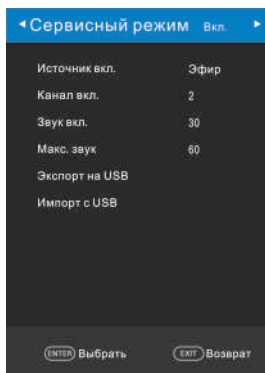 Сервисный режим Вкл.
Источник вкл. Эфир
Канал вкл. 2
Звук вкл. 30
Макс. звук 60
Экспорт на USB
Импорт с USB
ENTER Выбрать EXIT Возврат